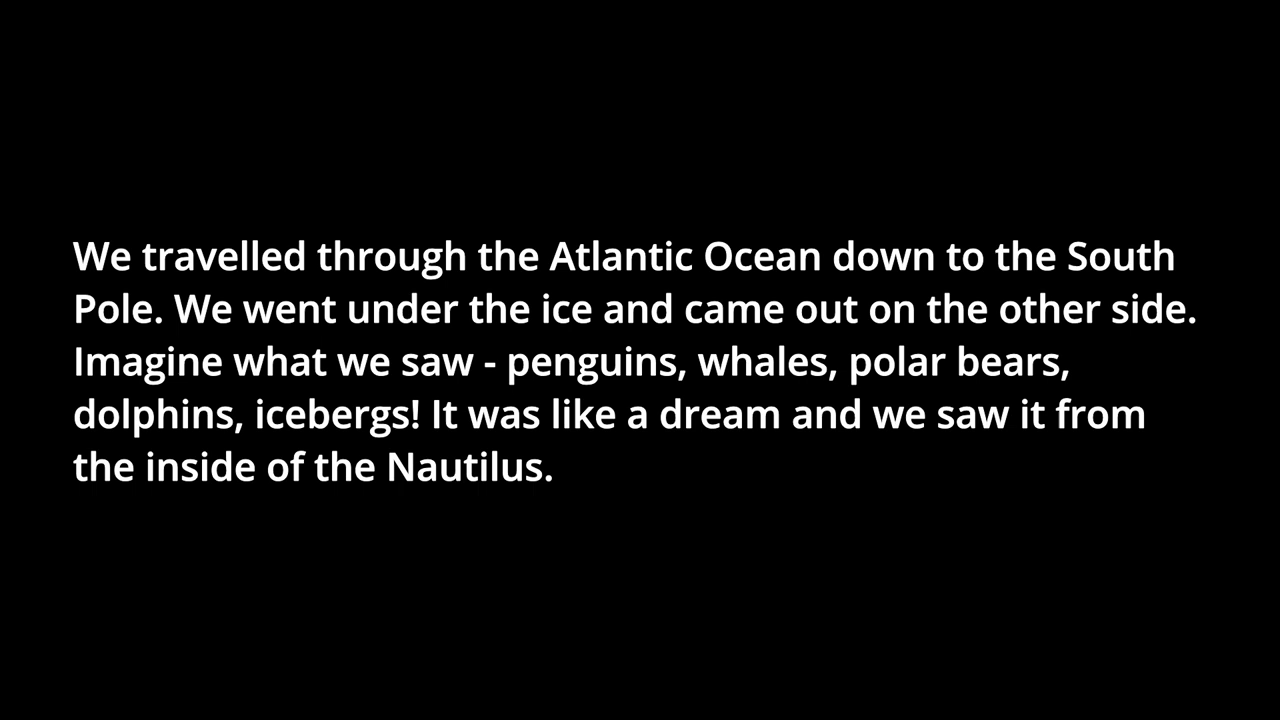 We travelled through the Atlantic Ocean down to the South
Pole. We went under the ice and came out on the other side.
Imagine what we saw - penguins, whales, polar bears,
dolphins, icebergs! It was like a dream and we saw it from
the inside of the Nautilus.